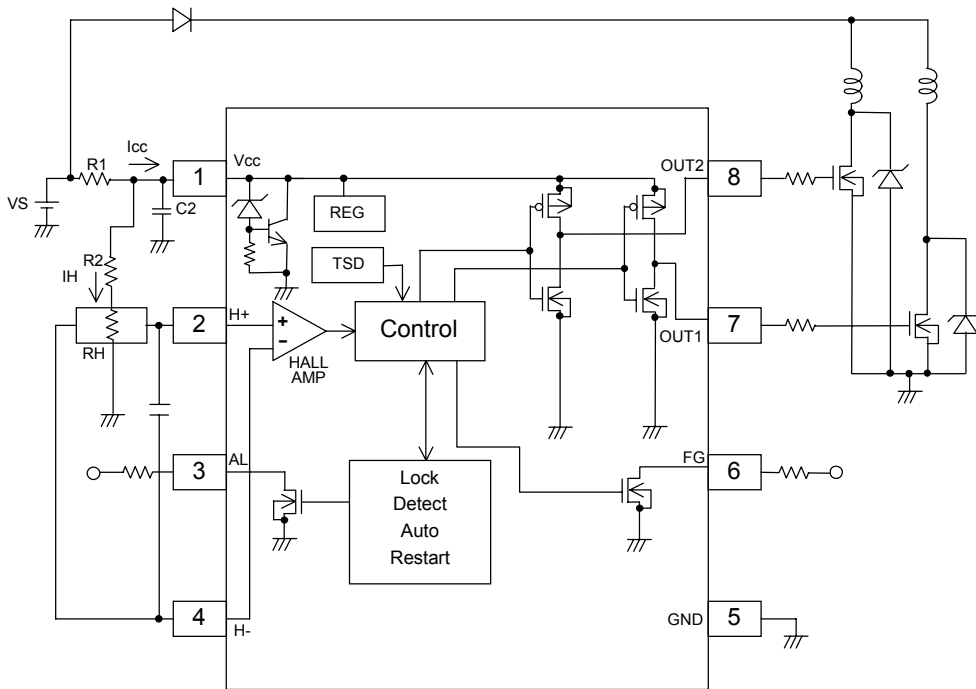 Icc
R1
1
Vcc
OUT2
8
VS
C2
REG
R2
TSD
IH
2
H+
Control
7
OUT1
+
−
HALL
AMP
RH
3
AL
FG
6
Lock
Detect
Auto
Restart
4
H-
GND
5